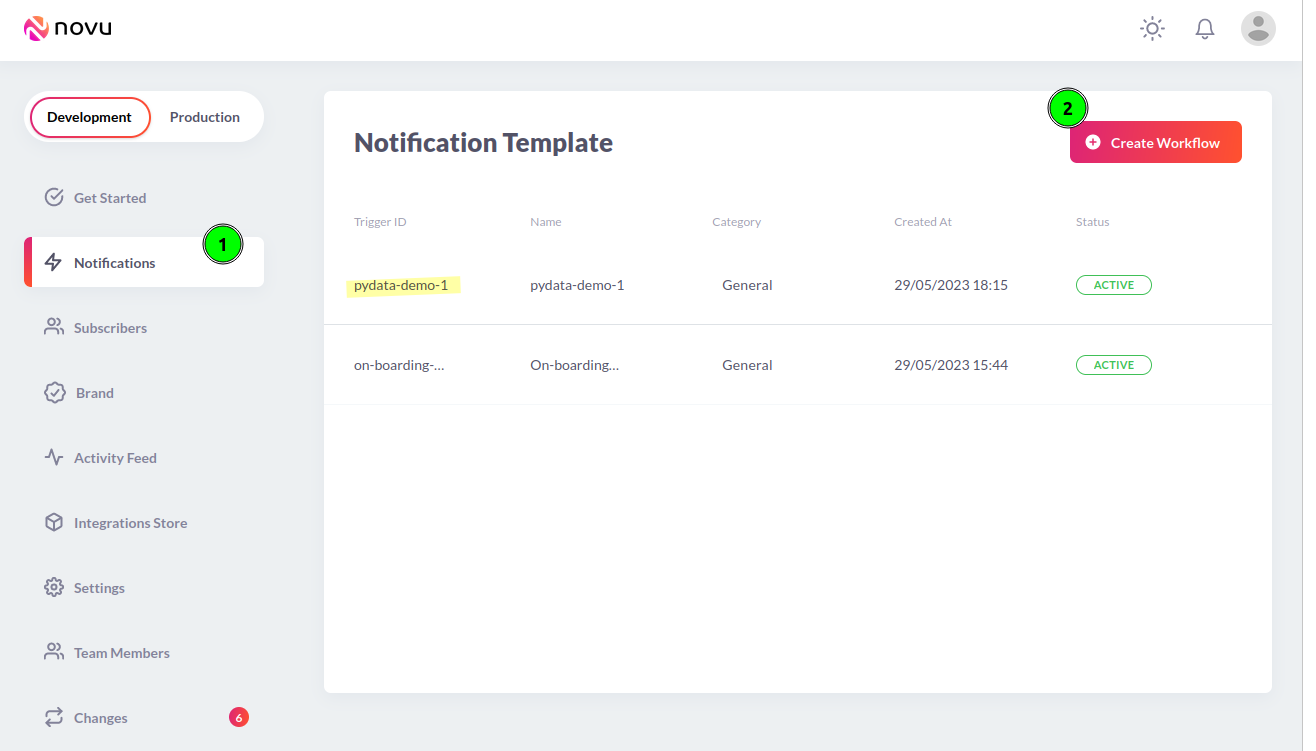 novu
Development Production
Get Started
Notifications
1
Subscribers
Brand
Activity Feed
Integrations Store
Settings
Team Members
Changes 6
Notification Template
2
Create Workflow
Trigger ID Name Category Created At Status
pydata-demo-1 pydata-demo-1 General 29/05/2023 18:15 ACTIVE
on-boarding-... On-boarding... General 29/05/2023 15:44 ACTIVE